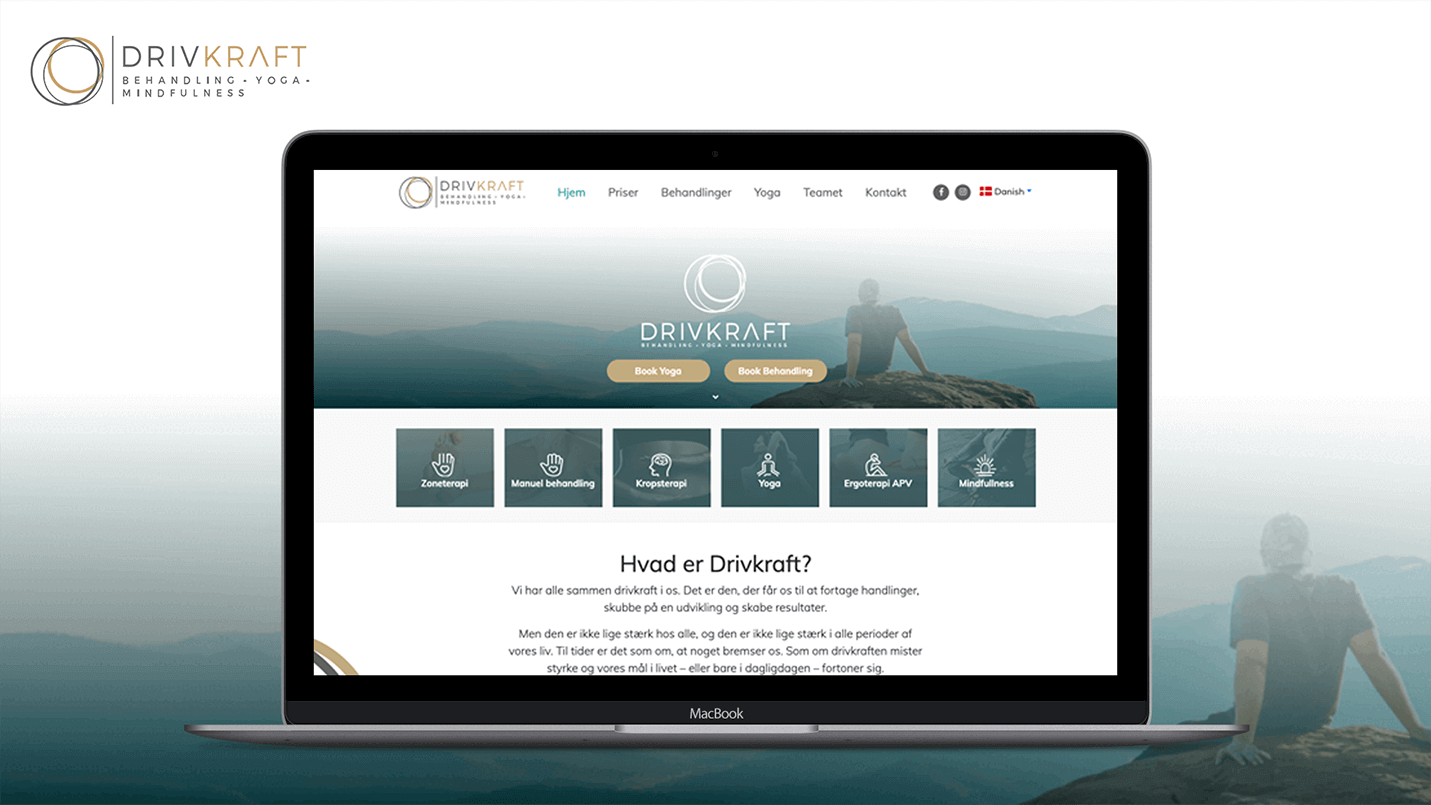 DRIVKRAFT
BEHANDLING - YOGA -
MINDFULNESS
DRIVKRAFT
BEHANDLING - YOGA -
MINDFULNESS
Hjem Priser Behandlinger Yoga Teamet Kontakt Danish
DRIVKRAFT
BEHANDLING - YOGA - MINDFULNESS
Book Yoga Book Behandling
Zoneterapi Manuel behandling Kropsterapi Yoga Ergoterapi APV Mindfullness
Hvad er Drivkraft?
Vi har alle sammen drivkraft i os. Det er den, der får os til at fortage handlinger,
skubbe på en udvikling og skabe resultater.
Men den er ikke lige stærk hos alle, og den er ikke lige stærk i alle perioder af
vores liv. Til tider er det som om, at noget bremser os. Som om drivkraften mister
styrke og vores mål i livet – eller bare i dagligdagen – fortoner sig.
MacBook